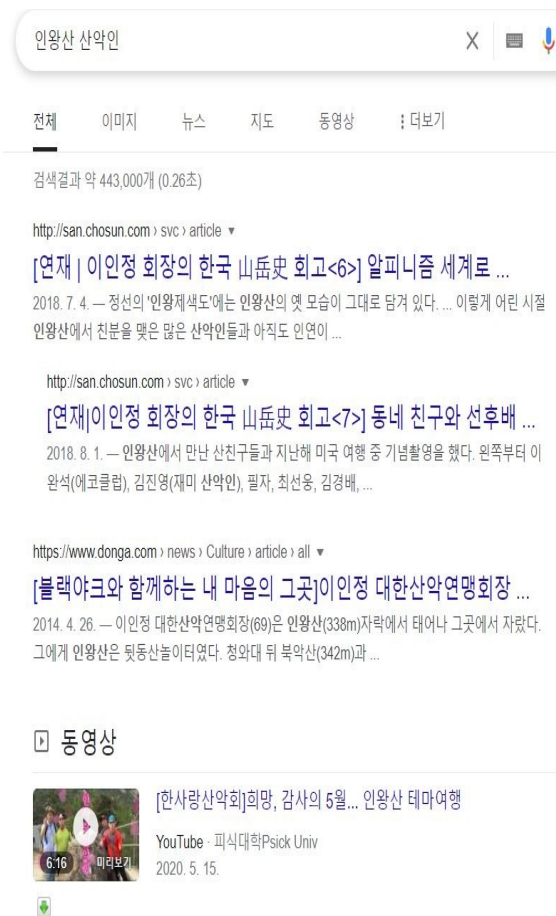 인왕산 산악인
전체 이미지 뉴스 지도 동영상 더보기
검색결과 약 443,000개 (0.26초)
http://san.chosun.com › svc › article ▼
[연재 | 이인정 회장의 한국 山岳史 회고<6>] 알피니즘 세계로 ...
2018. 7. 4. — 정선의 '인왕제색도'에는 인왕산의 옛 모습이 그대로 담겨 있다. ... 이렇게 어린 시절
인왕산에서 친분을 맺은 많은 산악인들과 아직도 인연이 ...
http://san.chosun.com › svc › article ▼
[연재|이인정 회장의 한국 山岳史 회고<7>] 동네 친구와 선후배 ...
2018. 8. 1. — 인왕산에서 만난 산친구들과 지난해 미국 여행 중 기념촬영을 했다. 왼쪽부터 이
완석(에코클럽), 김진영(재미 산악인), 필자, 최선웅, 김경배, ...
https://www.donga.com › news › Culture › article › all ▼
[블랙야크와 함께하는 내 마음의 그곳]이인정 대한산악연맹회장 ...
2014. 4. 26. — 이인정 대한산악연맹회장(69)은 인왕산(338m)자락에서 태어나 그곳에서 자랐다.
그에게 인왕산은 뒷동산놀이터였다. 청와대 뒤 북악산(342m)과 ...
동영상
[한사랑산악회]희망, 감사의 5월... 인왕산 테마여행
YouTube · 피식대학Psick Univ
6:16 미리보기
2020. 5. 15.